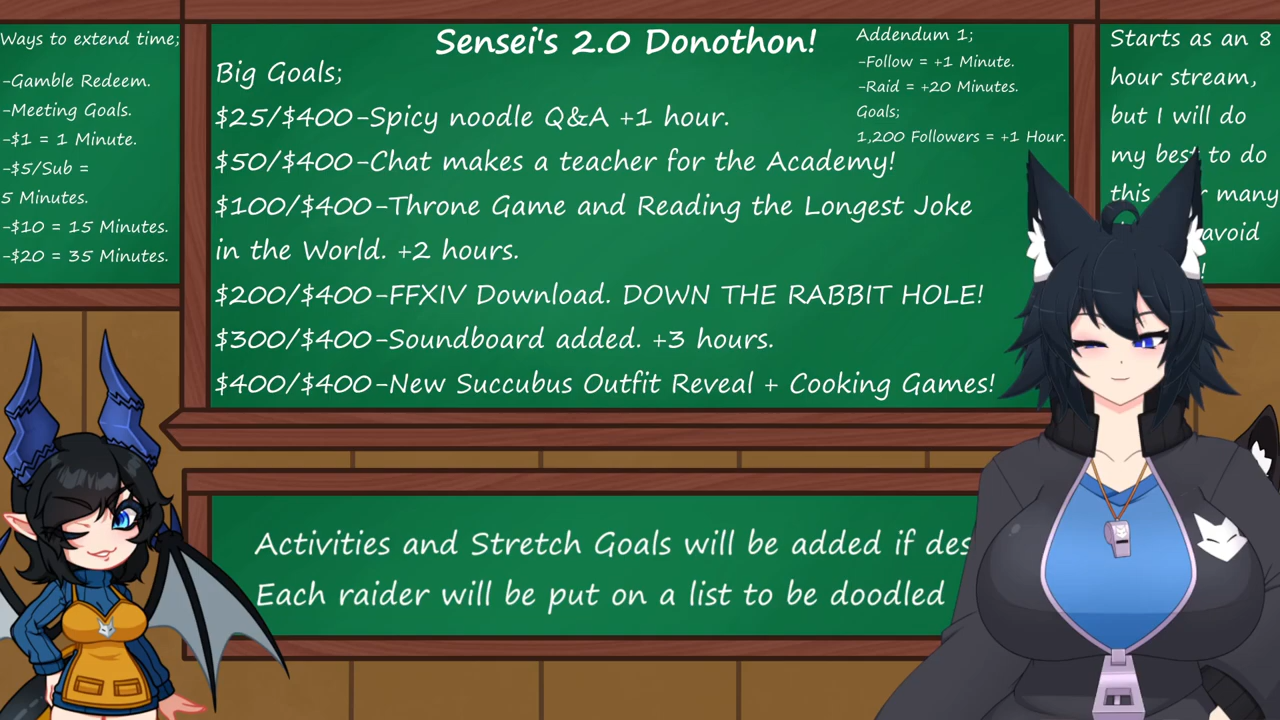 Ways to extend time;
-Gamble Redeem.
-Meeting Goals.
-$1 = 1 Minute.
-$5/Sub =
5 Minutes.
-$10 = 15 Minutes.
-$20 = 35 Minutes.
Sensei's 2.0 Donothon!
Big Goals;
$25/$400-Spicy noodle Q&A +1 hour.
$50/$400-Chat makes a teacher for the Academy!
$100/$400-Throne Game and Reading the Longest Joke
in the World. +2 hours.
$200/$400-FFXIV Download. DOWN THE RABBIT HOLE!
$300/$400-Soundboard added. +3 hours.
$400/$400-New Succubus Outfit Reveal + Cooking Games!
Addendum 1;
-Follow = +1 Minute.
-Raid = +20 Minutes.
Goals;
1,200 Followers = +1 Hour.
Starts as an 8
hour stream,
but I will do
my best to do
this many
avoid
!
Activities and Stretch Goals will be added if des
Each raider will be put on a list to be doodled